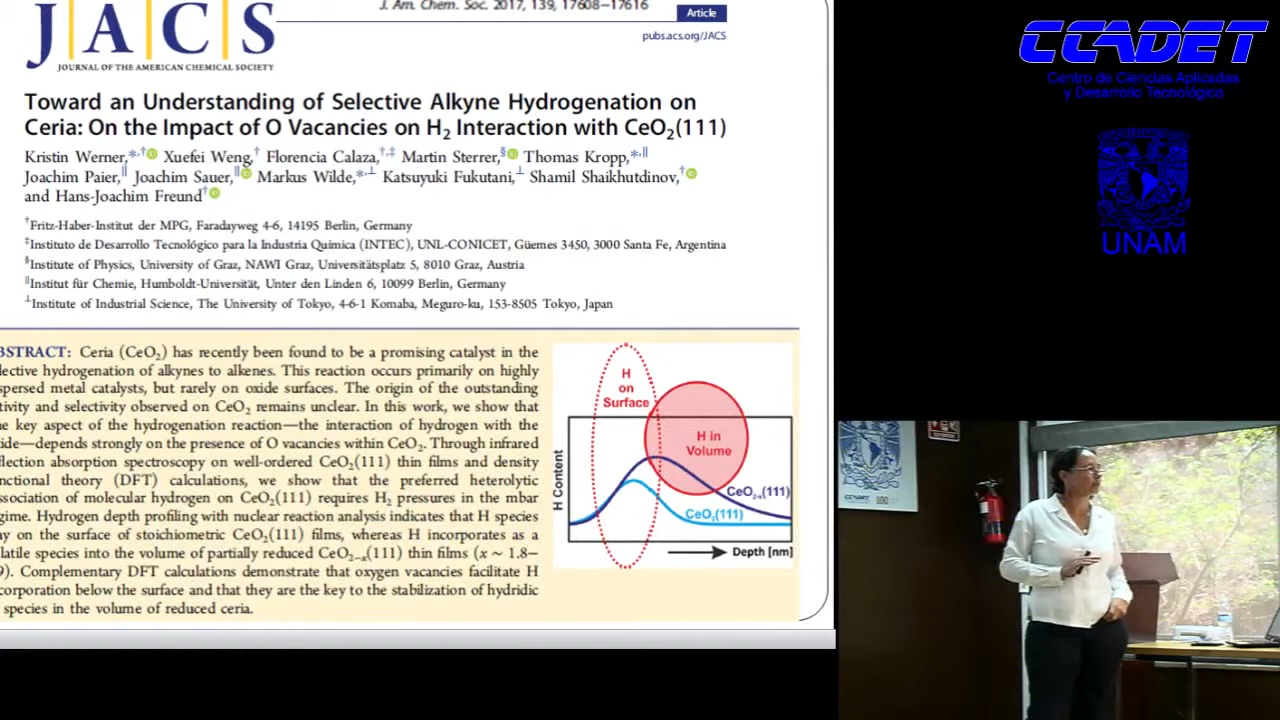 J. Am. Chem. Soc. 2017, 139, 17608−17616
JACS
Article
JOURNAL OF THE AMERICAN CHEMICAL SOCIETY
pubs.acs.org/JACS
Toward an Understanding of Selective Alkyne Hydrogenation on
Ceria: On the Impact of O Vacancies on H2 Interaction with CeO2(111)
Kristin Werner,*,† Xuefei Weng,† Florencia Calaza,†,‡ Martin Sterrer,§ Thomas Kropp,*,∥
Joachim Paier,∥ Joachim Sauer,∥ Markus Wilde,*,⊥ Katsuyuki Fukutani,⊥ Shamil Shaikhutdinov,†
and Hans-Joachim Freund†
†Fritz-Haber-Institut der MPG, Faradayweg 4-6, 14195 Berlin, Germany
‡Instituto de Desarrollo Tecnológico para la Industria Química (INTEC), UNL-CONICET, Güemes 3450, 3000 Santa Fe, Argentina
§Institute of Physics, University of Graz, NAWI Graz, Universitätsplatz 5, 8010 Graz, Austria
∥Institut für Chemie, Humboldt-Universität, Unter den Linden 6, 10099 Berlin, Germany
⊥Institute of Industrial Science, The University of Tokyo, 4-6-1 Komaba, Meguro-ku, 153-8505 Tokyo, Japan
BSTRACT: Ceria (CeO2) has recently been found to be a promising catalyst in the
lective hydrogenation of alkynes to alkenes. This reaction occurs primarily on highly
spersed metal catalysts, but rarely on oxide surfaces. The origin of the outstanding
tivity and selectivity observed on CeO2 remains unclear. In this work, we show that
e key aspect of the hydrogenation reaction—the interaction of hydrogen with the
ide—depends strongly on the presence of O vacancies within CeO2. Through infrared
flection absorption spectroscopy on well-ordered CeO2(111) thin films and density
nctional theory (DFT) calculations, we show that the preferred heterolytic
ssociation of molecular hydrogen on CeO2(111) requires H2 pressures in the mbar
gime. Hydrogen depth profiling with nuclear reaction analysis indicates that H species
ay on the surface of stoichiometric CeO2(111) films, whereas H incorporates as a
latile species into the volume of partially reduced CeO2−x(111) thin films (x ∼ 1.8−
9). Complementary DFT calculations demonstrate that oxygen vacancies facilitate H
corporation below the surface and that they are the key to the stabilization of hydridic
species in the volume of reduced ceria.
H
on
Surface
H in
Volume
H Content
CeO2-x(111)
CeO2(111)
Depth [nm]
CCADET
Centro de Ciencias Aplicadas
y Desarrollo Tecnológico
UNAM